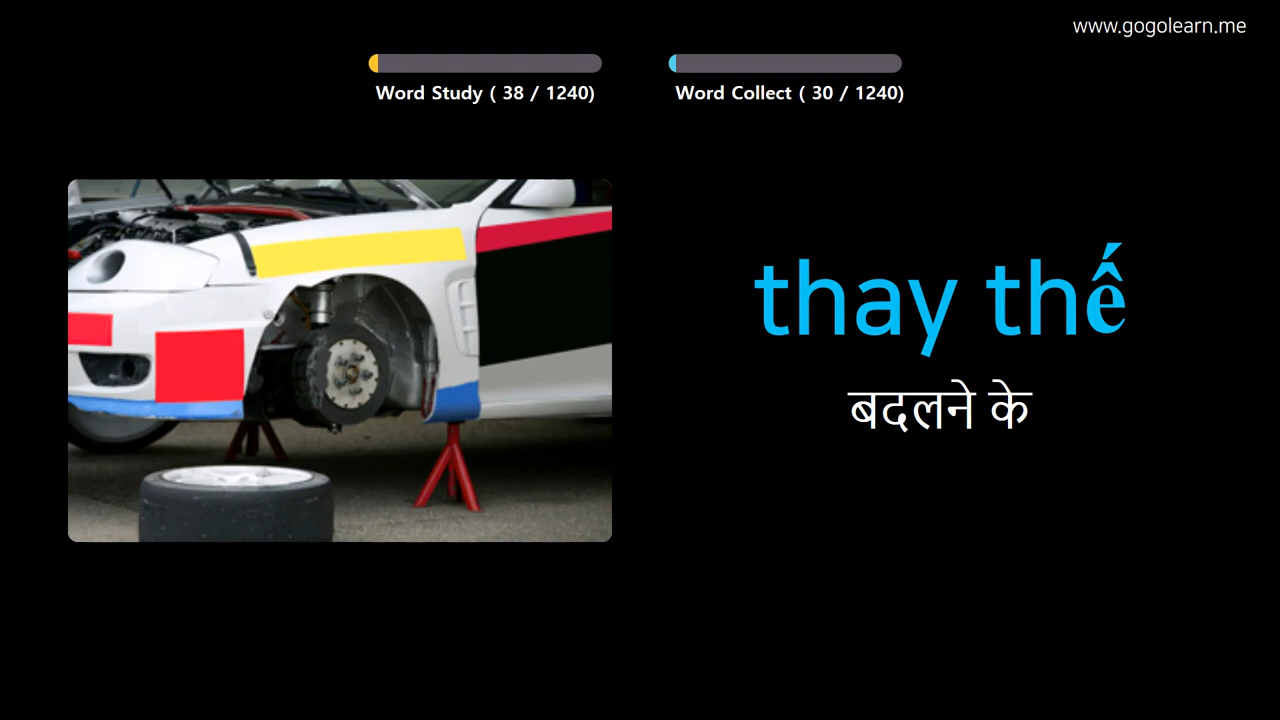 www.gogolearn.me
Word Study ( 38 / 1240)
Word Collect ( 30 / 1240)
thay thế
बदलने के